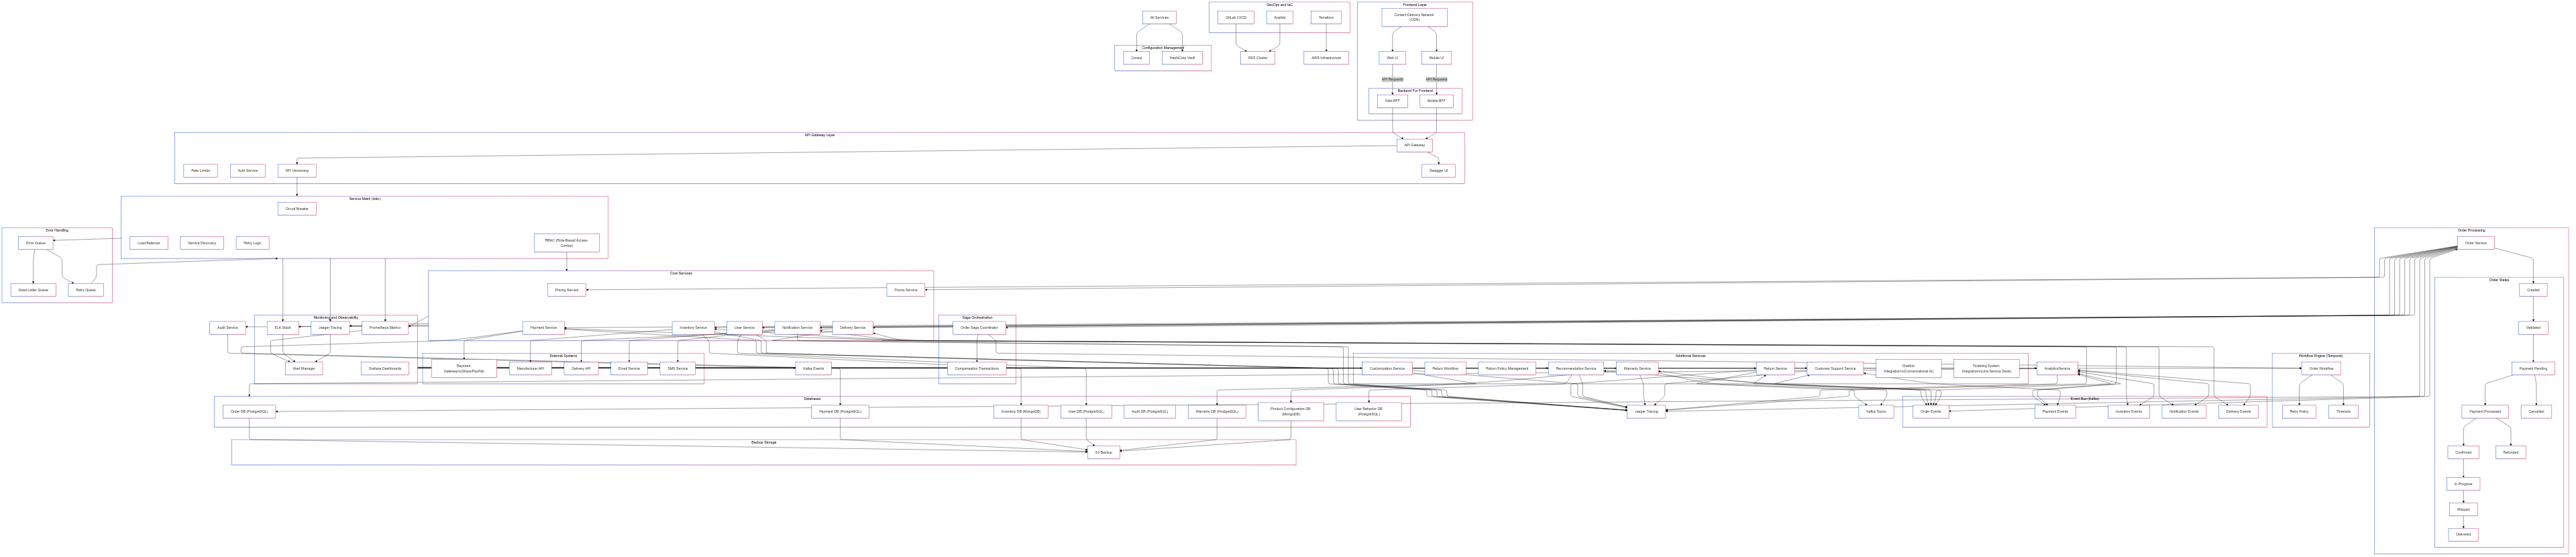 DevOps and IaC
Frontend Layer
All Services
GitLab CI/CD
Ansible
Terraform
Content Delivery Network
(CDN)
Configuration Management
Consul
HashiCorp Vault
EKS Cluster
AWS Infrastructure
Web UI
Mobile UI
API Requests
API Requests
Backend For Frontend
Web BFF
Mobile BFF
API Gateway Layer
API Gateway
Rate Limiter
Auth Service
API Versioning
Swagger UI
Service Mesh (Istio)
Circuit Breaker
Error Handling
Order Processing
Error Queue
Load Balancer
Service Discovery
Retry Logic
RBAC (Role-Based Access
Control)
Order Service
Core Services
Order States
Dead Letter Queue
Retry Queue
Pricing Service
Promo Service
Created
Monitoring and Observability
Saga Orchestration
Audit Service
ELK Stack
Jaeger Tracing
Prometheus Metrics
Payment Service
Inventory Service
User Service
Notification Service
Delivery Service
Order Saga Coordinator
Validated
External Systems
Additional Services
Workflow Engine (Temporal)
Alert Manager
Grafana Dashboards
Payment
Gateways(Stripe/PayPal)
Manufacturer API
Delivery API
Email Service
SMS Service
Kafka Events
Compensation Transactions
Customization Service
Return Workflow
Return Policy Management
Recommendation Service
Warranty Service
Return Service
Customer Support Service
Chatbot
Integration(Conversational AI)
Ticketing System
Integration(Jira Service Desk)
AnalyticsService
Order Workflow
Payment Pending
Databases
Event Bus (Kafka)
Order DB (PostgreSQL)
Payment DB (PostgreSQL)
Inventory DB (MongoDB)
User DB (PostgreSQL)
Audit DB (PostgreSQL)
Warranty DB (PostgreSQL)
Product Configuration DB
(MongoDB)
User Behavior DB
(PostgreSQL)
Jaeger Tracing
Kafka Topics
Order Events
Payment Events
Inventory Events
Notification Events
Delivery Events
Retry Policy
Timeouts
Payment Processed
Cancelled
Backup Storage
S3 Backup
Confirmed
Refunded
In Progress
Shipped
Delivered